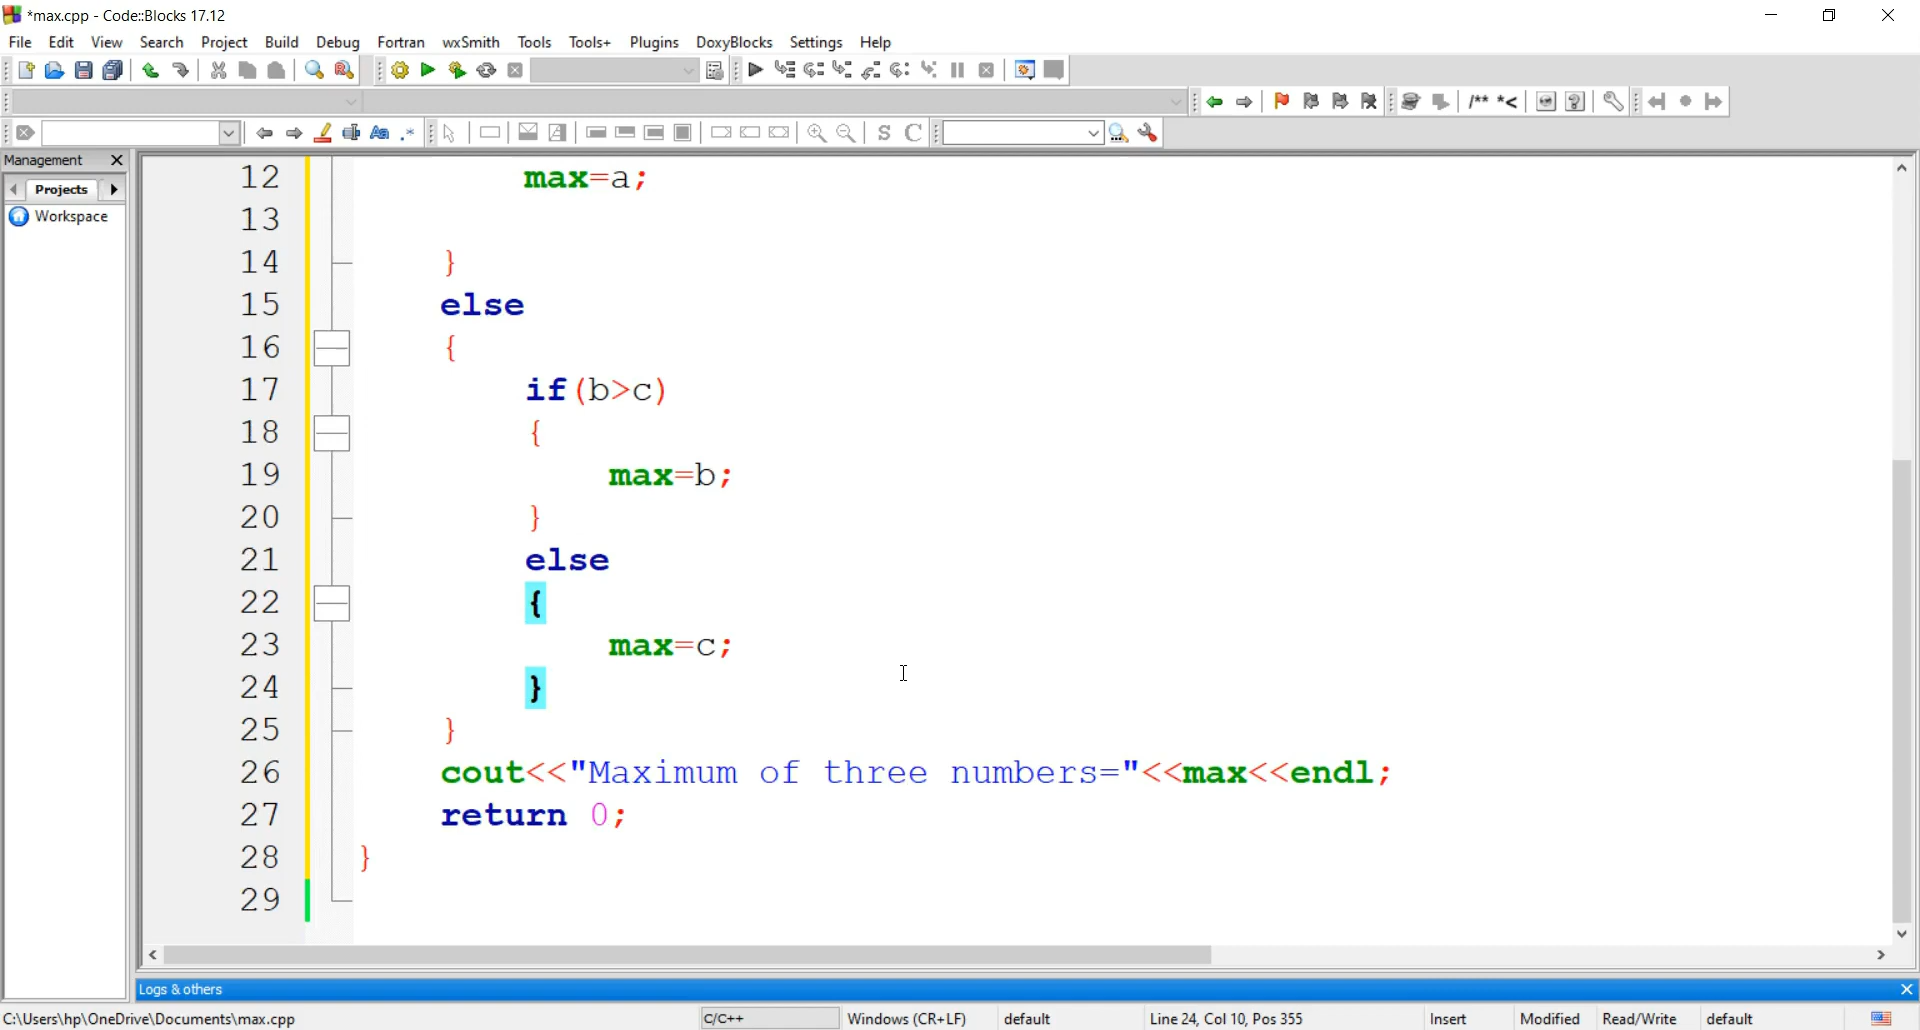 *max.cpp - Code::Blocks 17.12
File Edit View Search Project Build Debug Fortran wxSmith Tools Tools+ Plugins DoxyBlocks Settings Help
/** *<
Aa .* S C
Management
Projects
Workspace
12 max=a;
13
14 }
15 else
16 {
17 if(b>c)
18 {
19 max=b;
20 }
21 else
22 {
23 max=c;
24 }
25 }
26 cout<<"Maximum of three numbers="<<max<<endl;
27 return 0;
28 }
29
Logs & others
C:\Users\hp\OneDrive\Documents\max.cpp C/C++ Windows (CR+LF) default Line 24, Col 10, Pos 355 Insert Modified Read/Write default